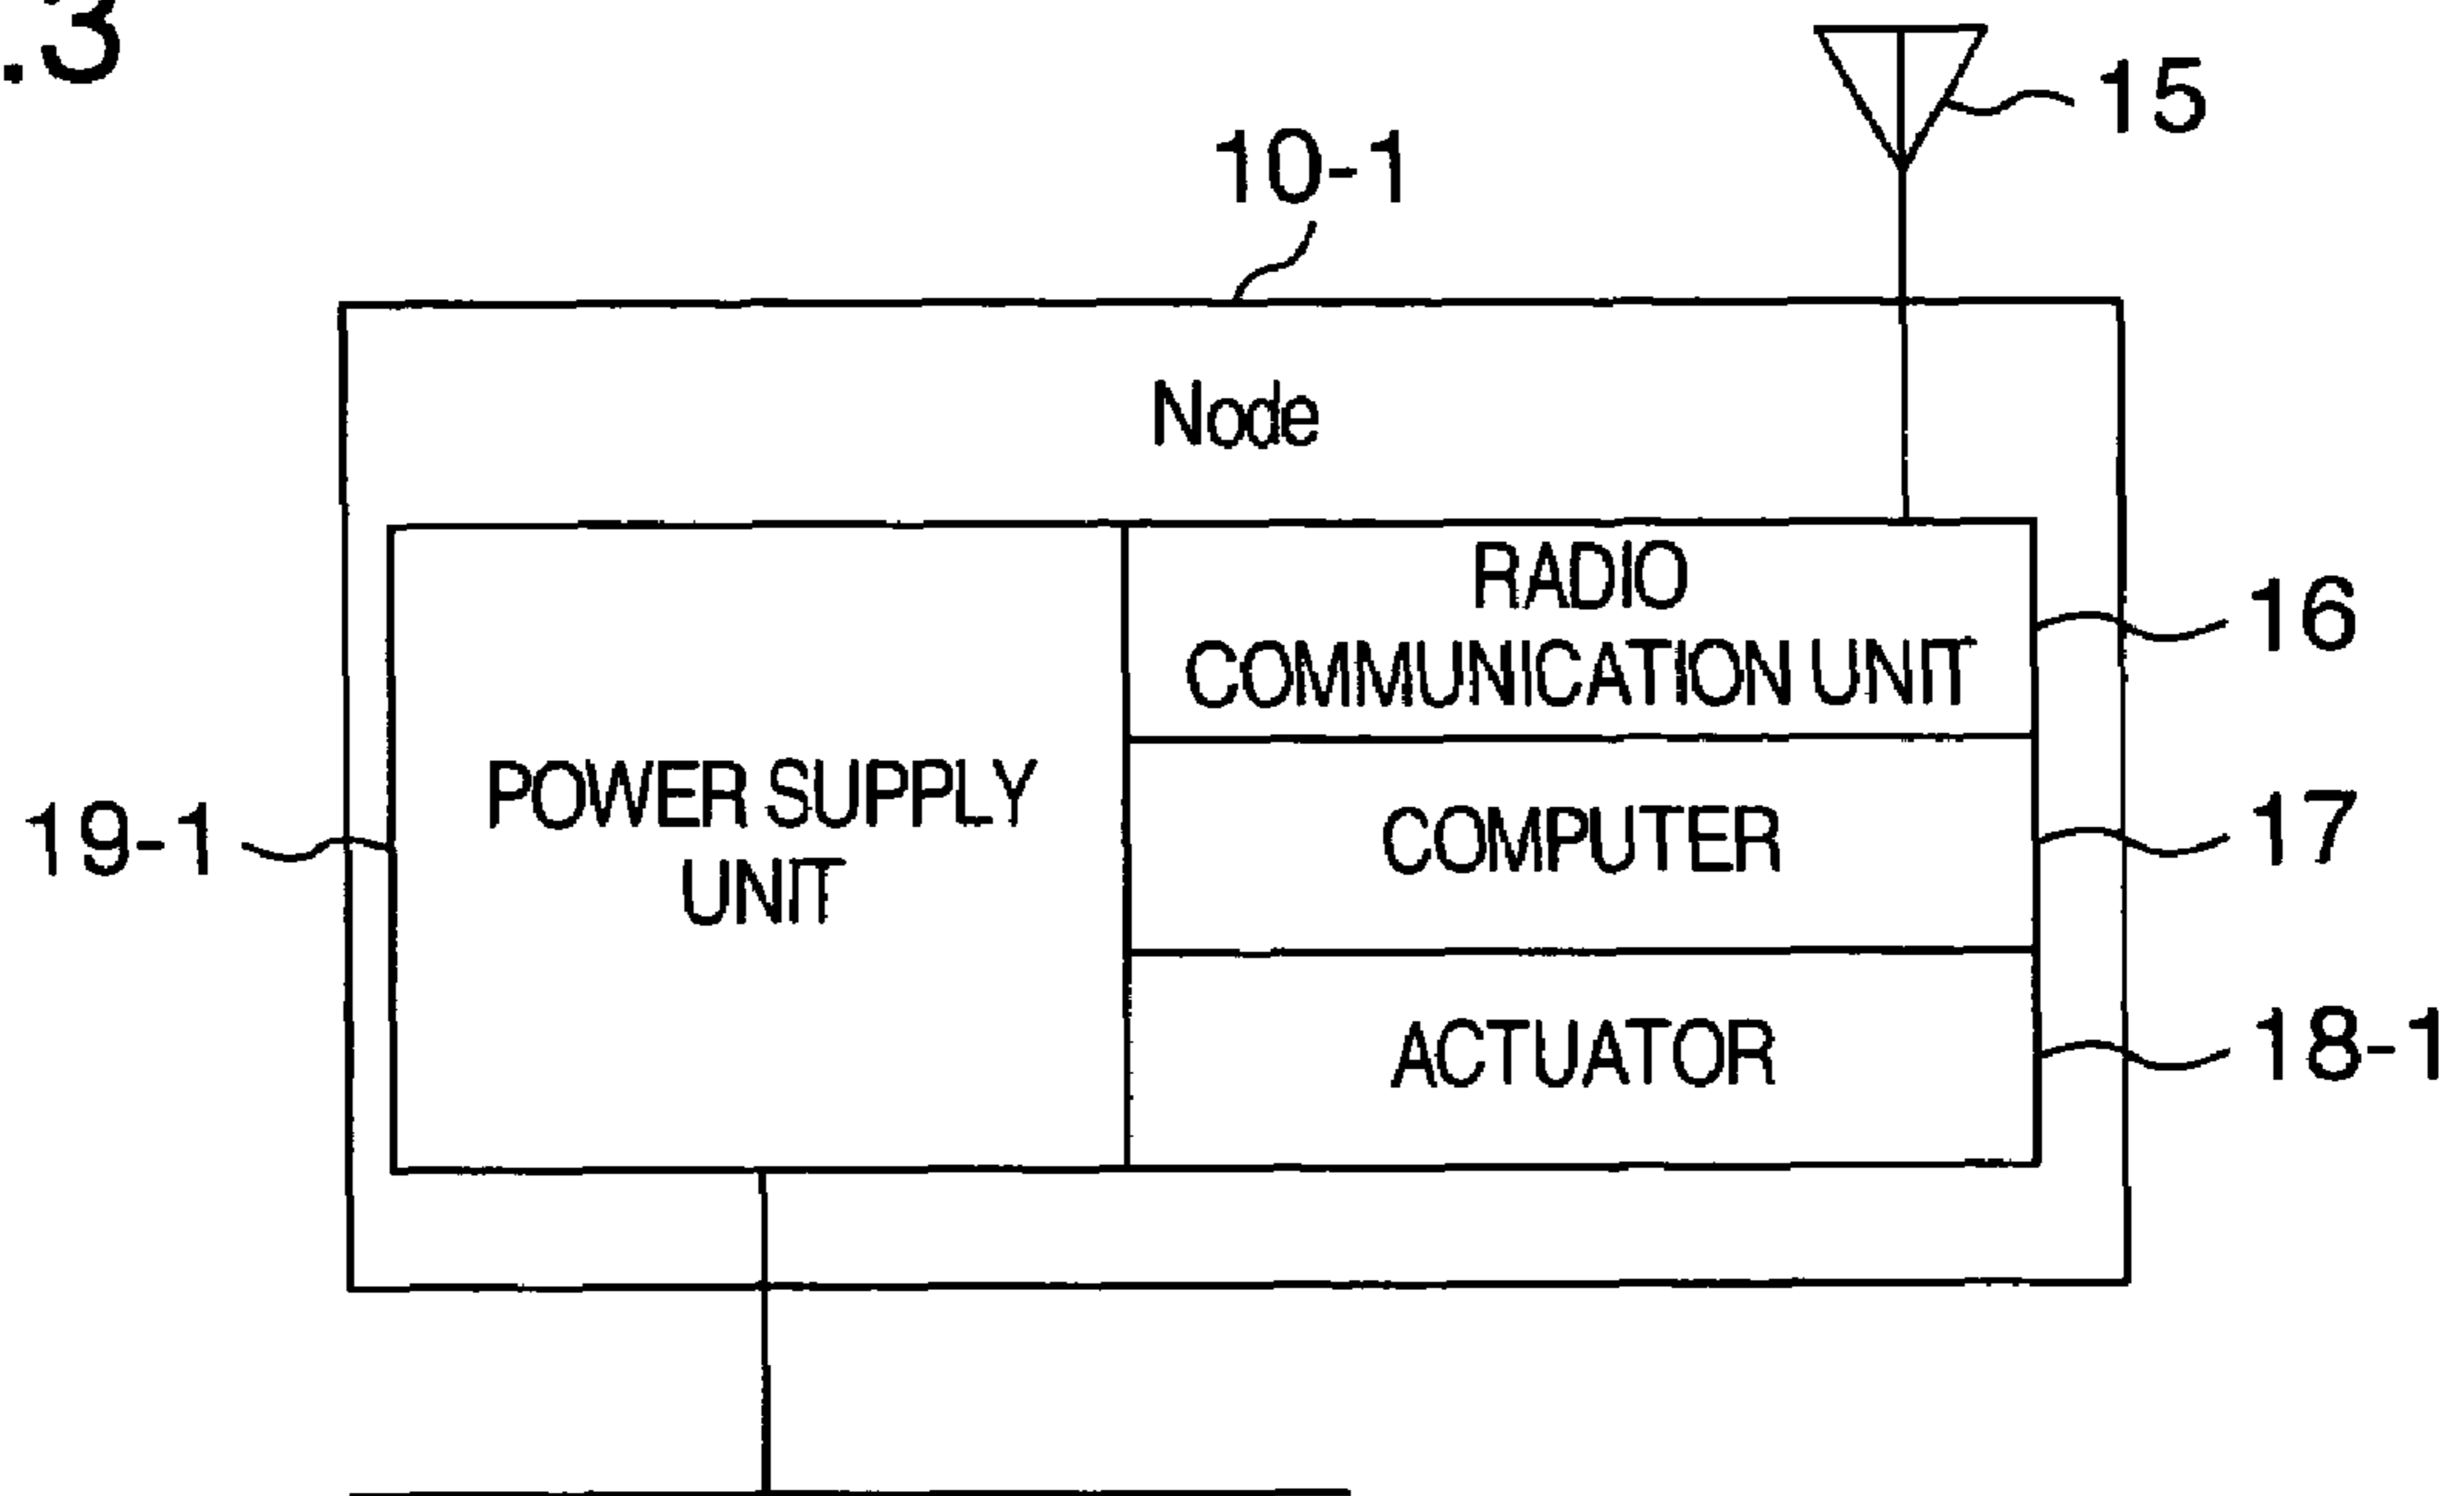 .3
15
10-1
Node
RADIO
COMMUNICATION UNIT
16
POWER SUPPLY
UNIT
19-1
COMPUTER
17
ACTUATOR
18-1